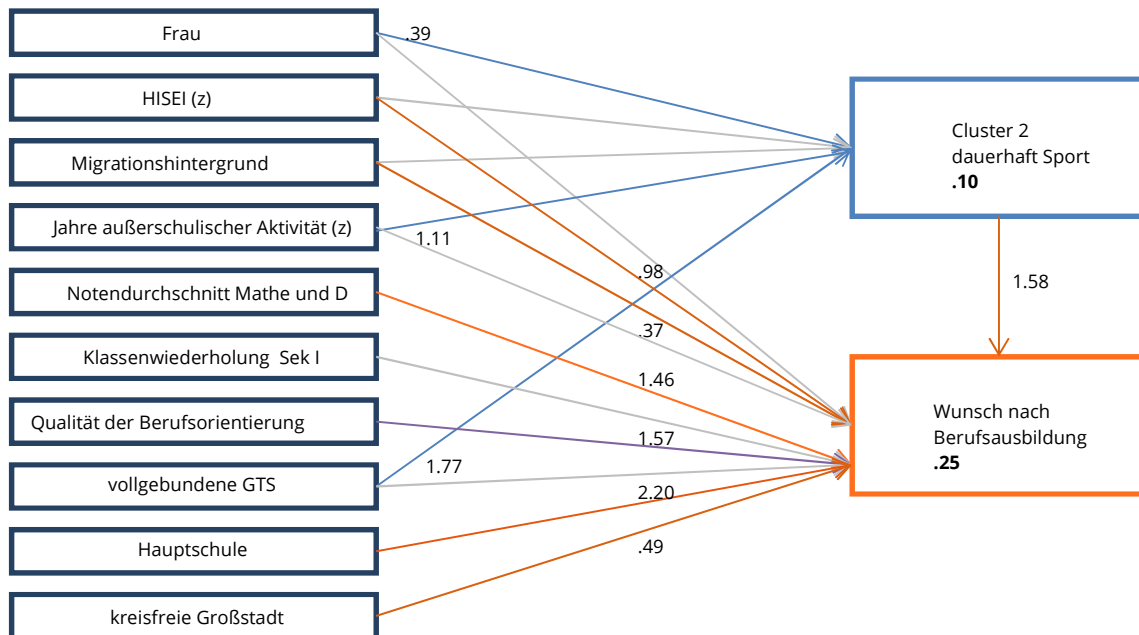 Frau
HISEI (z)
Migrationshintergrund
Jahre außerschulischer Aktivität (z)
Notendurchschnitt Mathe und D
Klassenwiederholung Sek I
Qualität der Berufsorientierung
vollgebundene GTS
Hauptschule
kreisfreie Großstadt
.39
1.11
.98
.37
1.46
1.57
1.77
2.20
.49
Cluster 2
dauerhaft Sport
.10
1.58
Wunsch nach
Berufsausbildung
.25